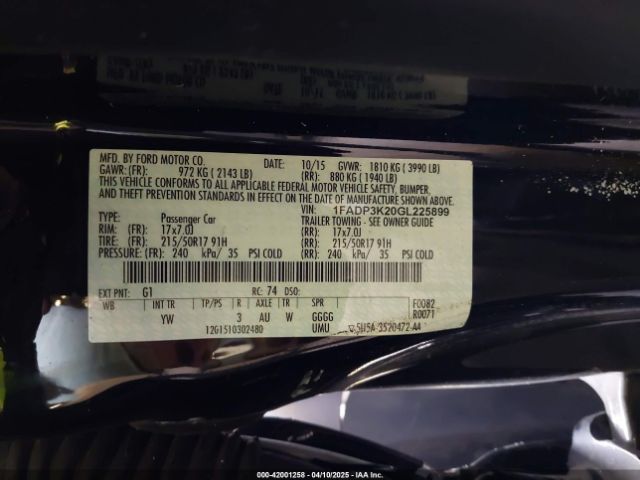 MFD. BY FORD MOTOR CO.
DATE: 10/15 GVWR: 1810 KG ( 3990 LB)
GAWR: (FR): 972 KG ( 2143 LB) (RR): 880 KG ( 1940 LB)
THIS VEHICLE CONFORMS TO ALL APPLICABLE FEDERAL MOTOR VEHICLE SAFETY, BUMPER,
AND THEFT PREVENTION STANDARDS IN EFFECT ON THE DATE OF MANUFACTURE SHOWN ABOVE.
VIN: 1FADP3K20GL225899
TYPE: Passenger Car TRAILER TOWING - SEE OWNER GUIDE
RIM: (FR) 17x7.0J (RR) 17x7.0J
TIRE: (FR) 215/50R17 91H (RR) 215/50R17 91H
PRESSURE: (FR) 240 kPa/ 35 PSI COLD (RR) 240 kPa/ 35 PSI COLD
EXT PNT: G1 RC: 74 DSO:
WB INT TR TP/PS R AXLE TR SPR F0082
YW 3 AU W GGGG R0071
12G1510302480 UMU 3520472-AA
000-42001258 - 04/10/2025 - IAA Inc.